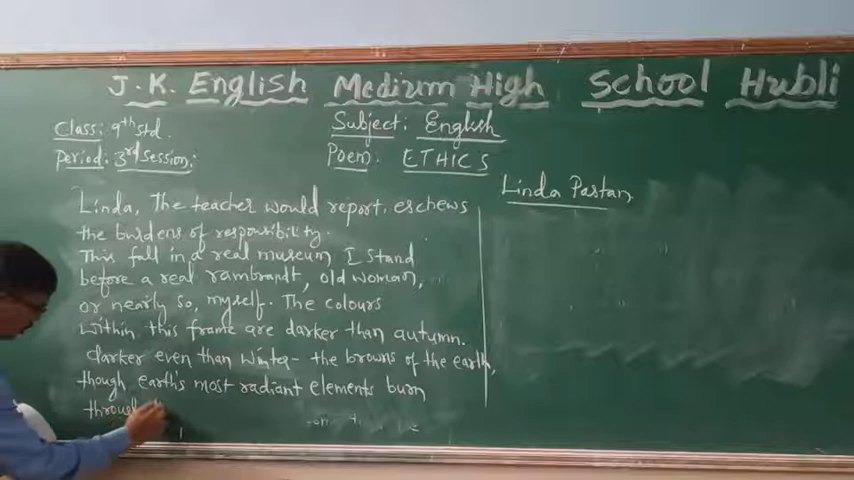 J.K. English Medium High School Hubli
Class: 9th Std.
Subject: English
Period: 3rd Session:
Poem: ETHICS
Linda Pastan
Linda, The teacher would report, eschews
the burdens of responsibility.
This fall in a real museum I stand
before a real rambrandt, old woman,
or nearly so, myself. The colours
within this frame are darker than autumn.
darker even than winter - the browns of the earth,
though earth's most radiant elements burn
through